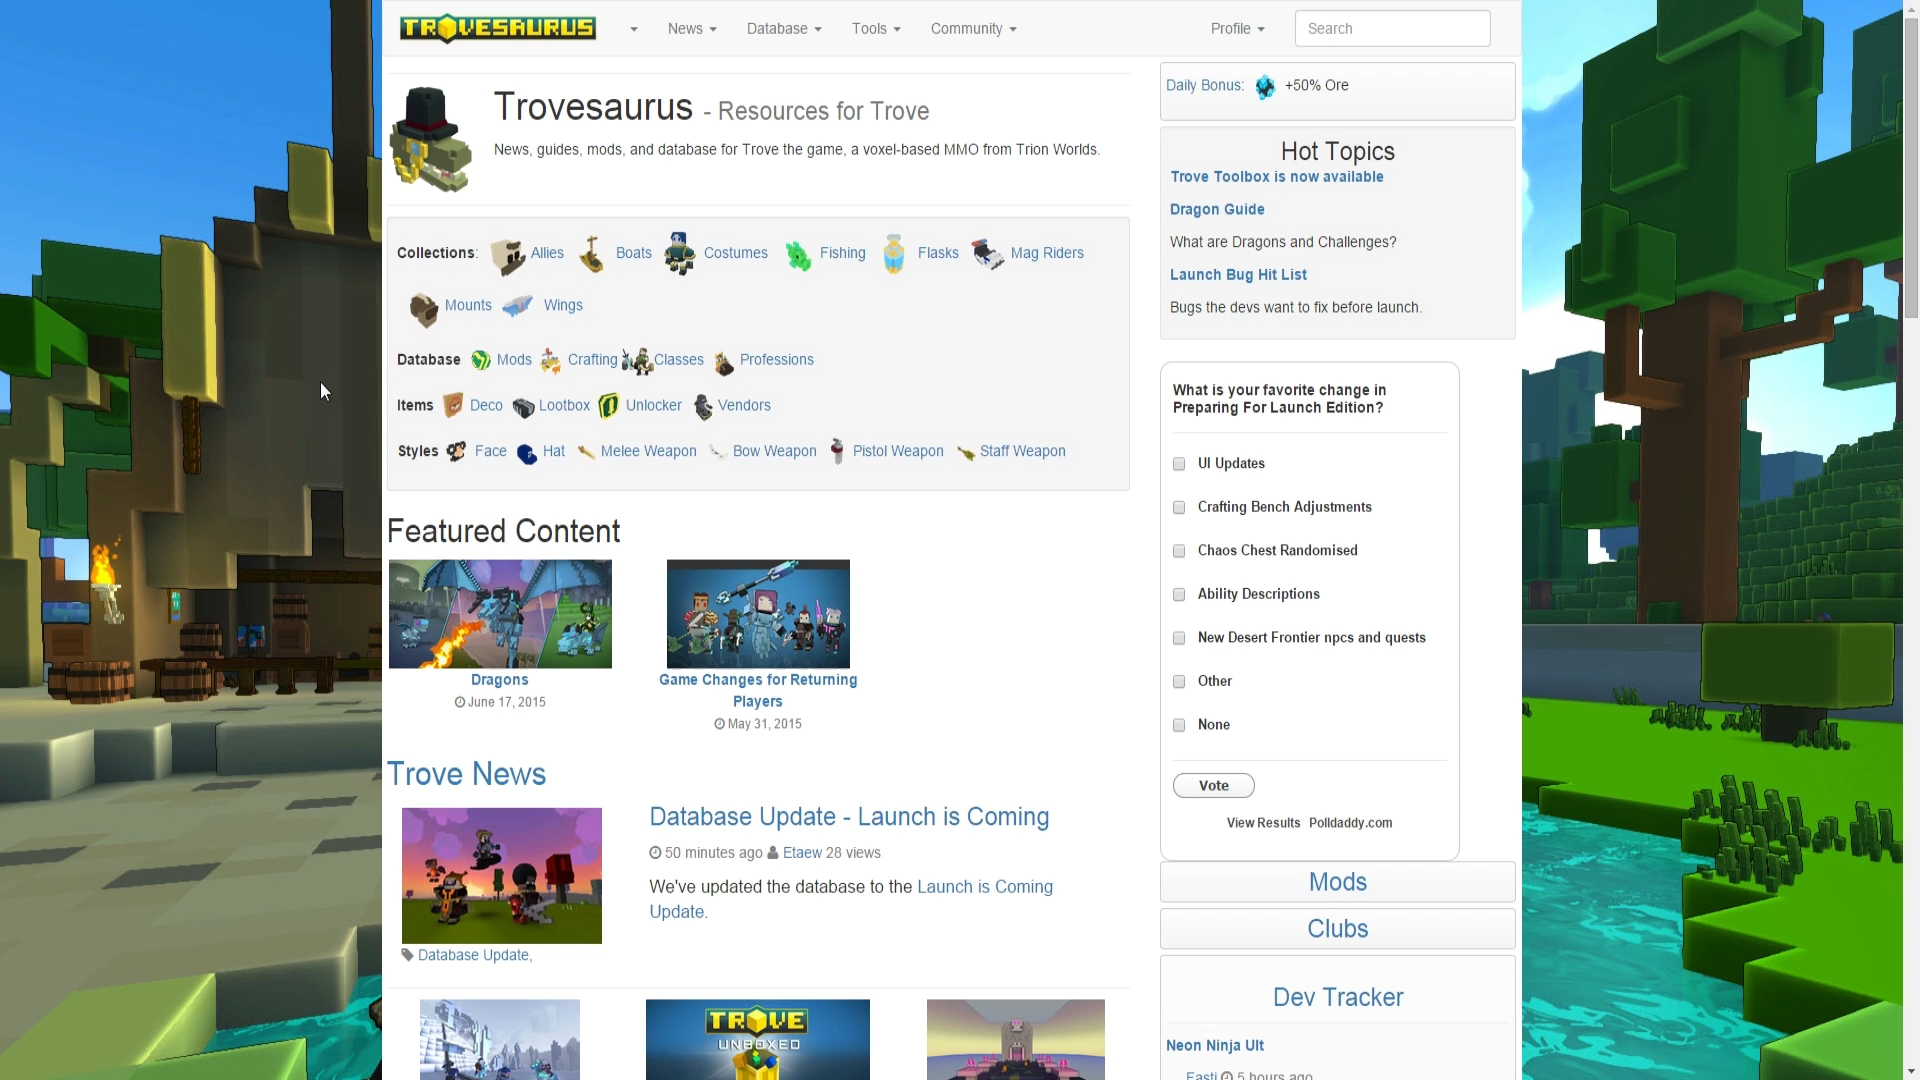 TROVESAURUS
News
Database
Tools
Community
Profile
Search
Trovesaurus - Resources for Trove
News, guides, mods, and database for Trove the game, a voxel-based MMO from Trion Worlds.
Collections: Allies Boats Costumes Fishing Flasks Mag Riders
Mounts Wings
Database Mods Crafting Classes Professions
Items Deco Lootbox Unlocker Vendors
Styles Face Hat Melee Weapon Bow Weapon Pistol Weapon Staff Weapon
Featured Content
Dragons
June 17, 2015
Game Changes for Returning
Players
May 31, 2015
Trove News
Database Update - Launch is Coming
50 minutes ago Etaew 28 views
We've updated the database to the Launch is Coming
Update.
Database Update,
TROVE
UNBOXED
Daily Bonus: +50% Ore
Hot Topics
Trove Toolbox is now available
Dragon Guide
What are Dragons and Challenges?
Launch Bug Hit List
Bugs the devs want to fix before launch.
What is your favorite change in
Preparing For Launch Edition?
UI Updates
Crafting Bench Adjustments
Chaos Chest Randomised
Ability Descriptions
New Desert Frontier npcs and quests
Other
None
Vote
View Results Polldaddy.com
Mods
Clubs
Dev Tracker
Neon Ninja Ult
Fasti 5 hours ago